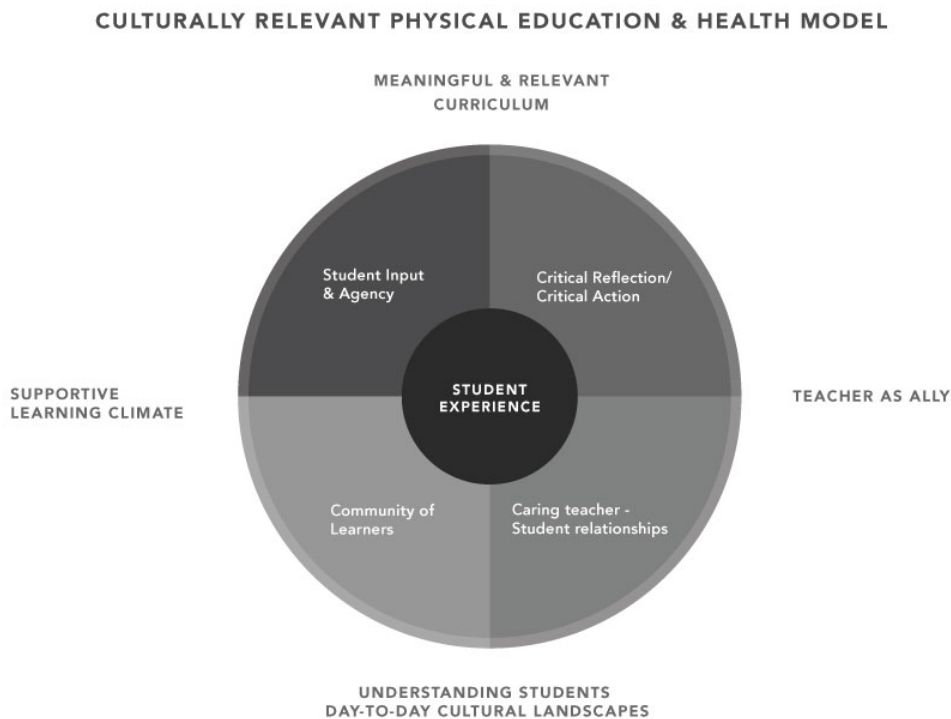 CULTURALLY RELEVANT PHYSICAL EDUCATION & HEALTH MODEL
MEANINGFUL & RELEVANT
CURRICULUM
Student Input
& Agency
Critical Reflection/
Critical Action
SUPPORTIVE
LEARNING CLIMATE
STUDENT
EXPERIENCE
TEACHER AS ALLY
Community of
Learners
Caring teacher -
Student relationships
UNDERSTANDING STUDENTS
DAY-TO-DAY CULTURAL LANDSCAPES